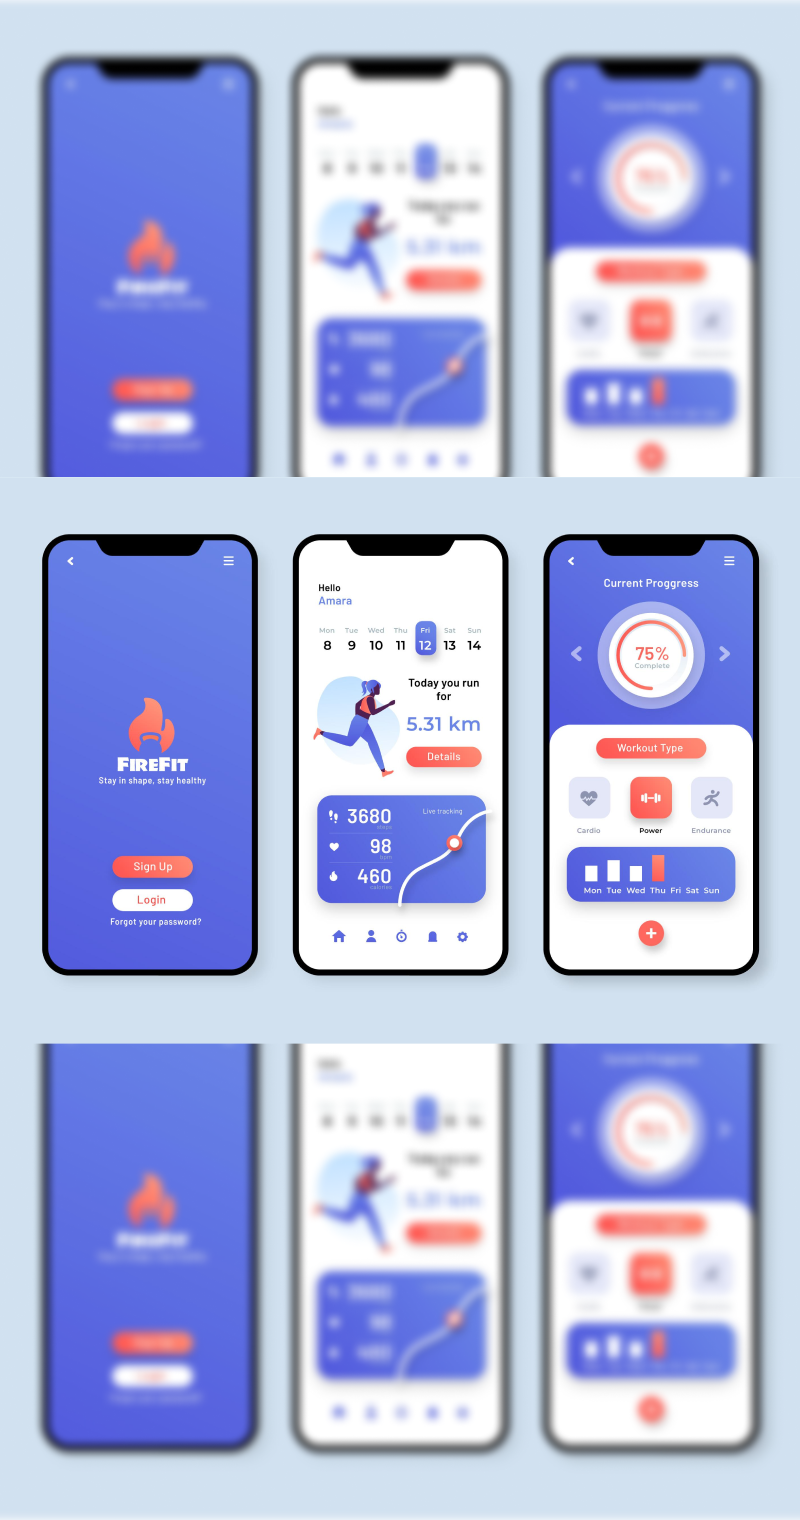 FIREFIT
Stay in shape, stay healthy
Sign Up
Login
Forgot your password?
Hello
Amara
Mon Tue Wed Thu Fri Sat Sun
8 9 10 11 12 13 14
Today you run
for
5.31 km
Details
3680
Live tracking
98
bpm
460
calories
Current Proggress
75%
Complete
Workout Type
Cardio Power Endurance
Mon Tue Wed Thu Fri Sat Sun